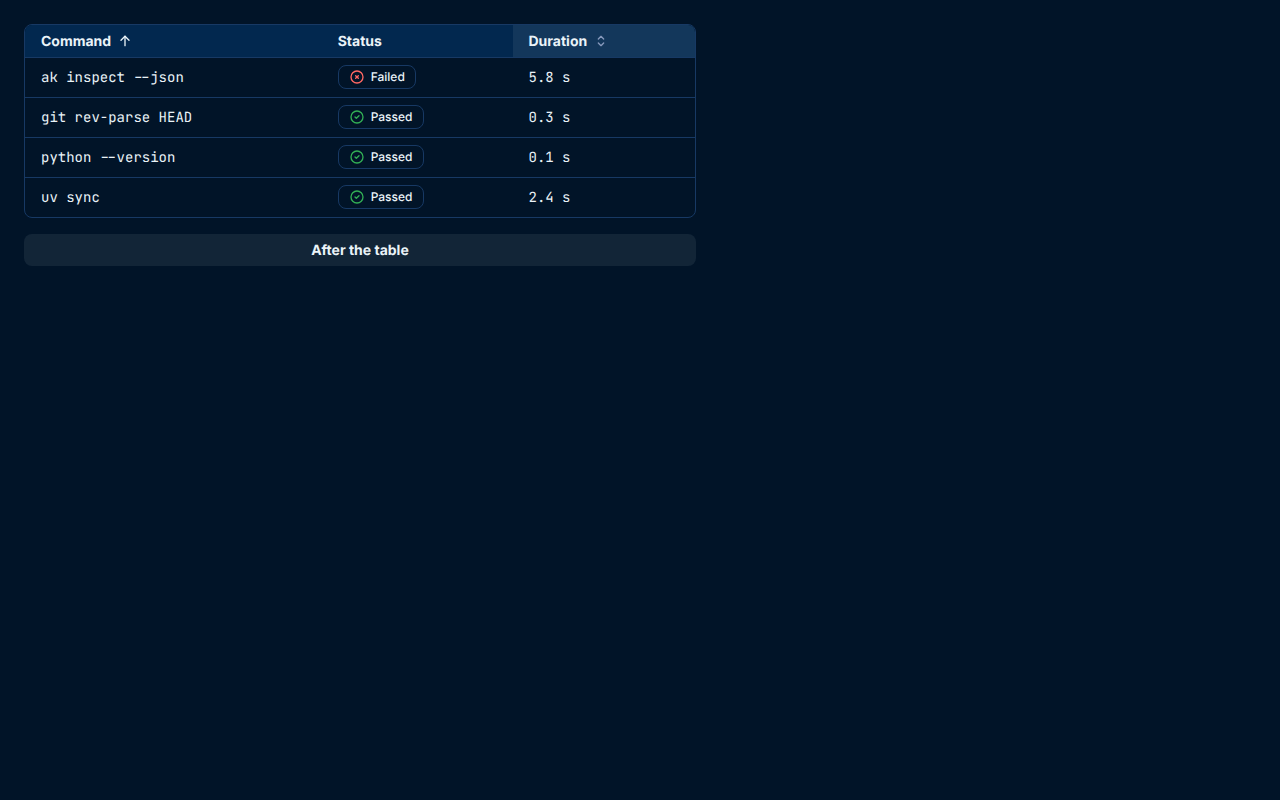 Command Status Duration
ak inspect --json Failed 5.8 s
git rev-parse HEAD Passed 0.3 s
python --version Passed 0.1 s
uv sync Passed 2.4 s
After the table